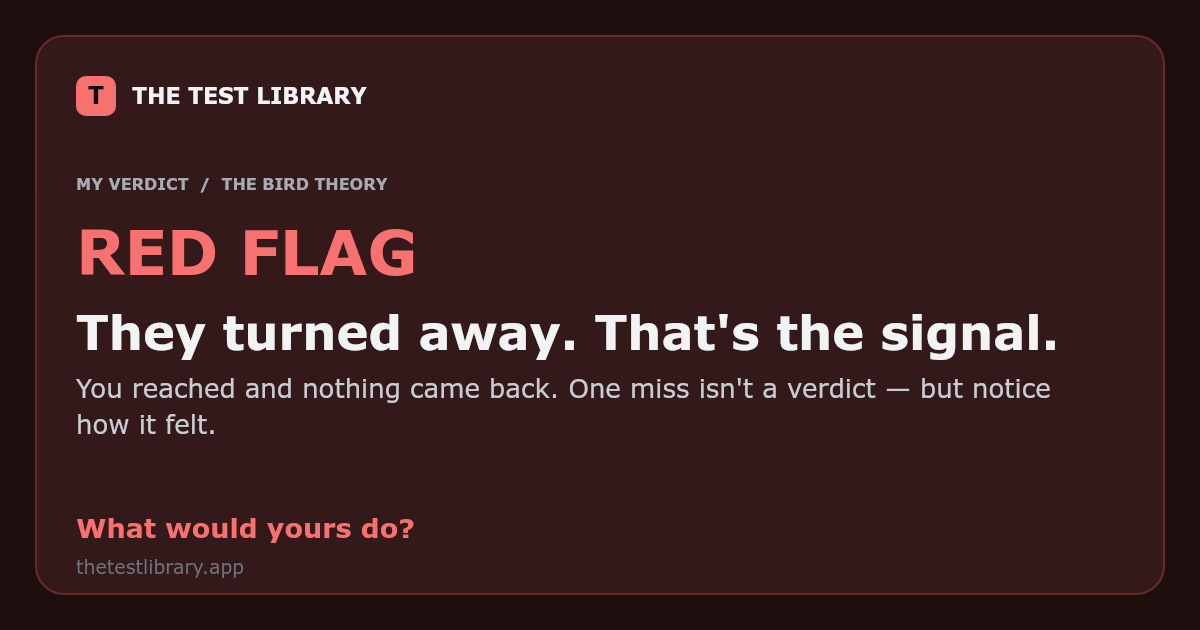 T THE TEST LIBRARY
MY VERDICT / THE BIRD THEORY
RED FLAG
They turned away. That's the signal.
You reached and nothing came back. One miss isn't a verdict — but notice
how it felt.
What would yours do?
thetestlibrary.app